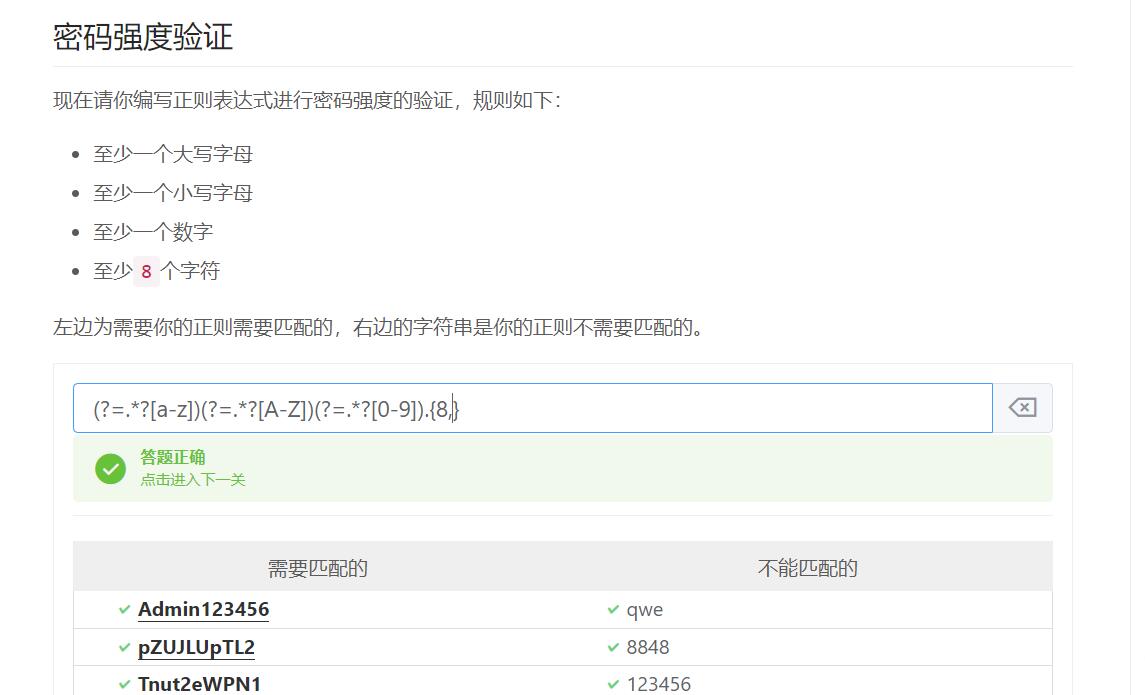 密码强度验证
现在请你编写正则表达式进行密码强度的验证，规则如下：
至少一个大写字母
至少一个小写字母
至少一个数字
至少 8 个字符
左边为需要你的正则需要匹配的，右边的字符串是你的正则不需要匹配的。
(?=.*?[a-z])(?=.*?[A-Z])(?=.*?[0-9]).{8,}
答题正确
点击进入下一关
需要匹配的 不能匹配的
Admin123456 qwe
pZUJLUpTL2 8848
Tnut2eWPN1 123456